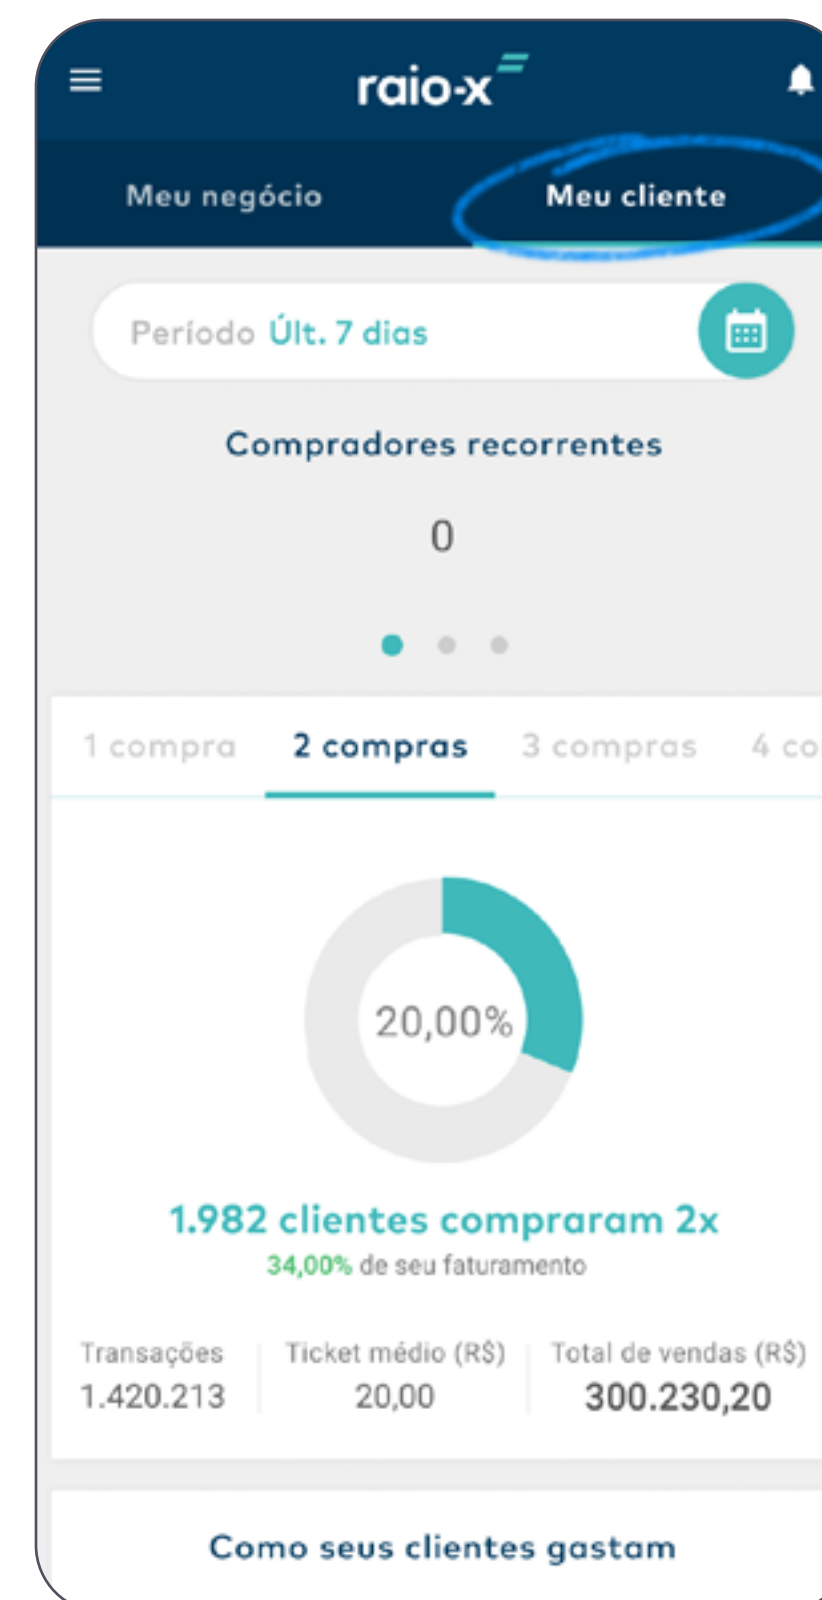 raio-x
Meu negócio Meu cliente
Período Últ. 7 dias
Compradores recorrentes
0
1 compra 2 compras 3 compras 4 co
20,00%
1.982 clientes compraram 2x
34,00% de seu faturamento
Transações Ticket médio (R$) Total de vendas (R$)
1.420.213 20,00 300.230,20
Como seus clientes gastam